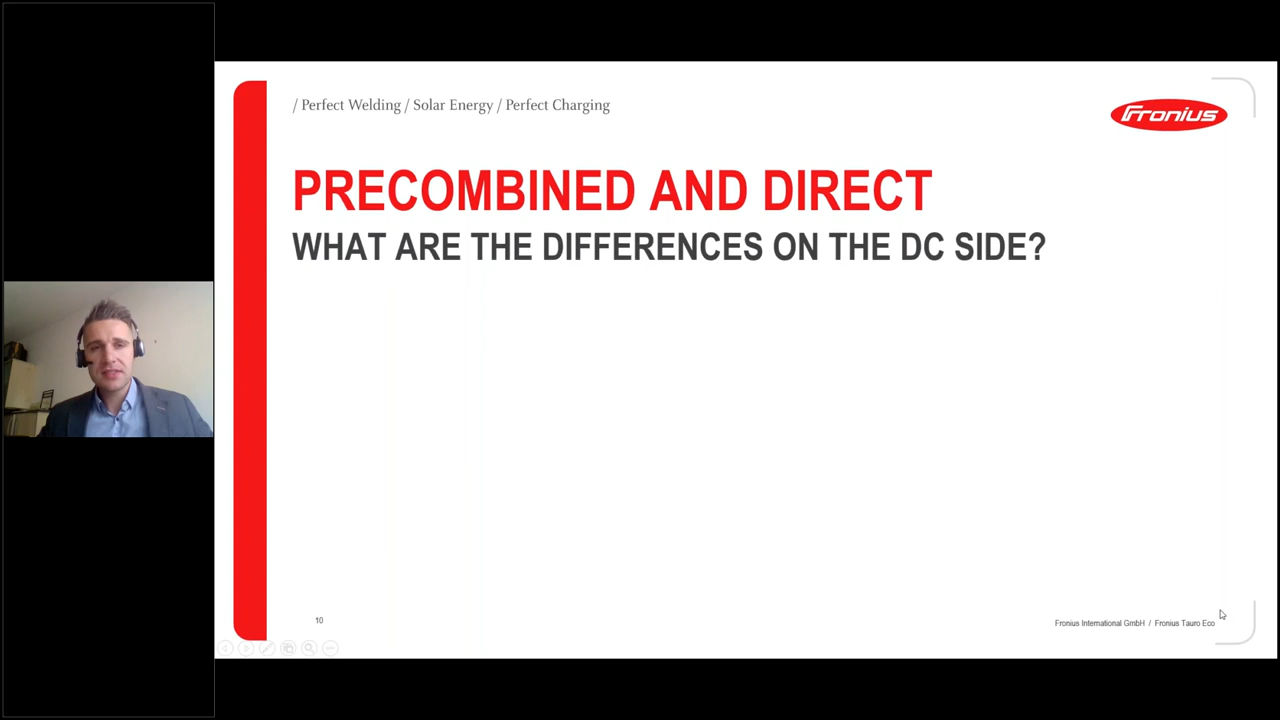 / Perfect Welding / Solar Energy / Perfect Charging
Fronius
PRECOMBINED AND DIRECT
WHAT ARE THE DIFFERENCES ON THE DC SIDE?
10
Fronius International GmbH / Fronius Tauro Eco